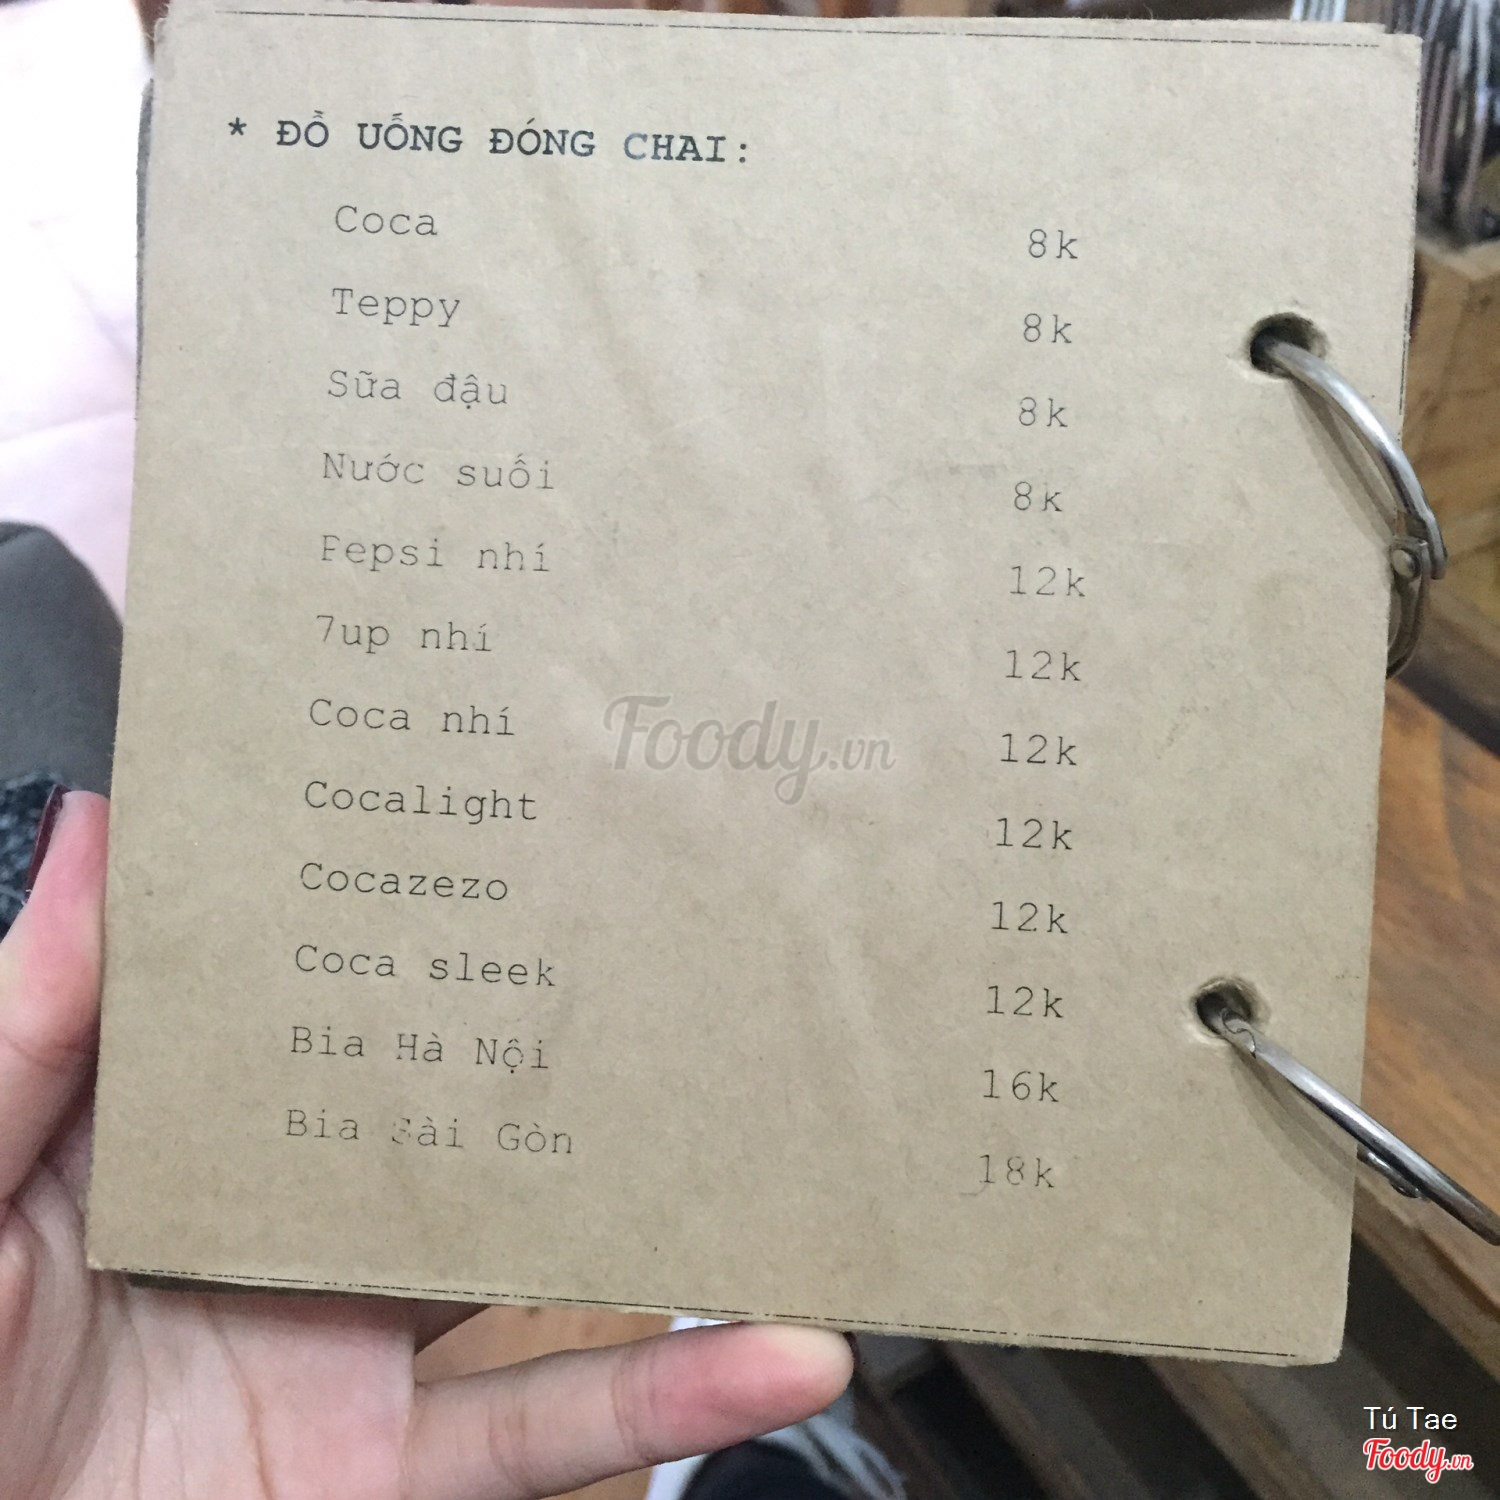 * ĐỒ UỐNG ĐÓNG CHAI:
Coca 8k
Teppy 8k
Sữa đậu 8k
Nước suối 8k
Pepsi nhí 12k
7up nhí 12k
Coca nhí 12k
Cocalight 12k
Cocazezo 12k
Coca sleek 12k
Bia Hà Nội 16k
Bia Sài Gòn 18k
Foody.vn
Tú Tae
Foody.vn